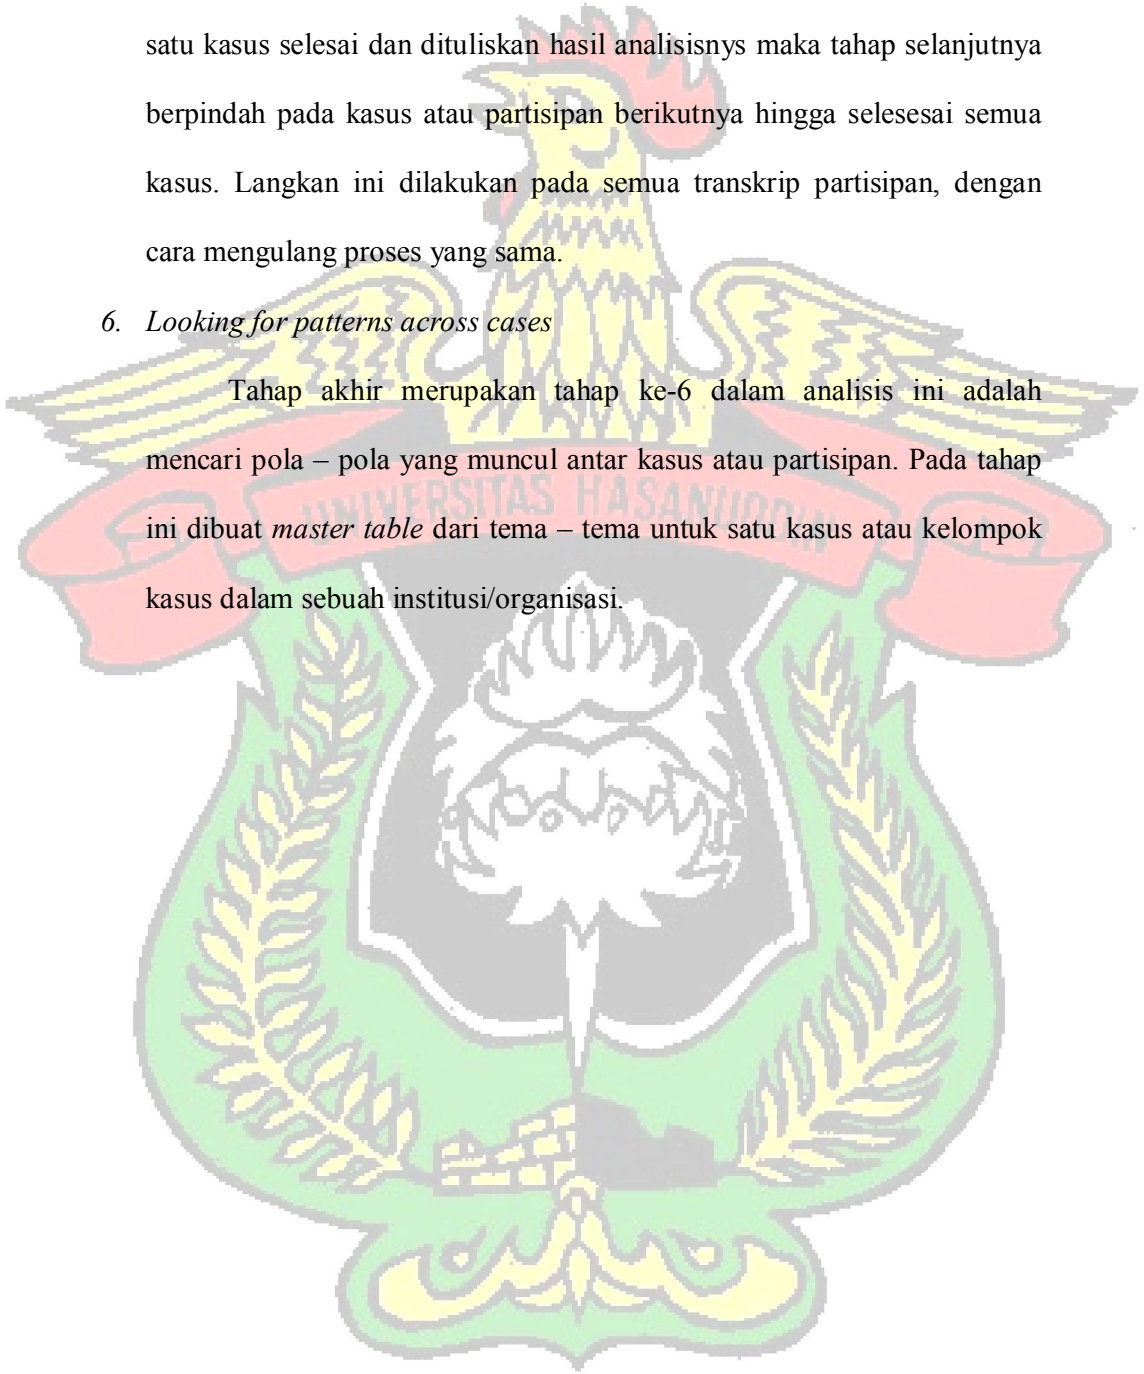 satu kasus selesai dan dituliskan hasil analisisnys maka tahap selanjutnya
berpindah pada kasus atau partisipan berikutnya hingga selesesai semua
kasus. Langkan ini dilakukan pada semua transkrip partisipan, dengan
cara mengulang proses yang sama.
6. Looking for patterns across cases
Tahap akhir merupakan tahap ke-6 dalam analisis ini adalah
mencari pola – pola yang muncul antar kasus atau partisipan. Pada tahap
UNIVERSITAS HASANUDDIN
ini dibuat master table dari tema – tema untuk satu kasus atau kelompok
kasus dalam sebuah institusi/organisasi.